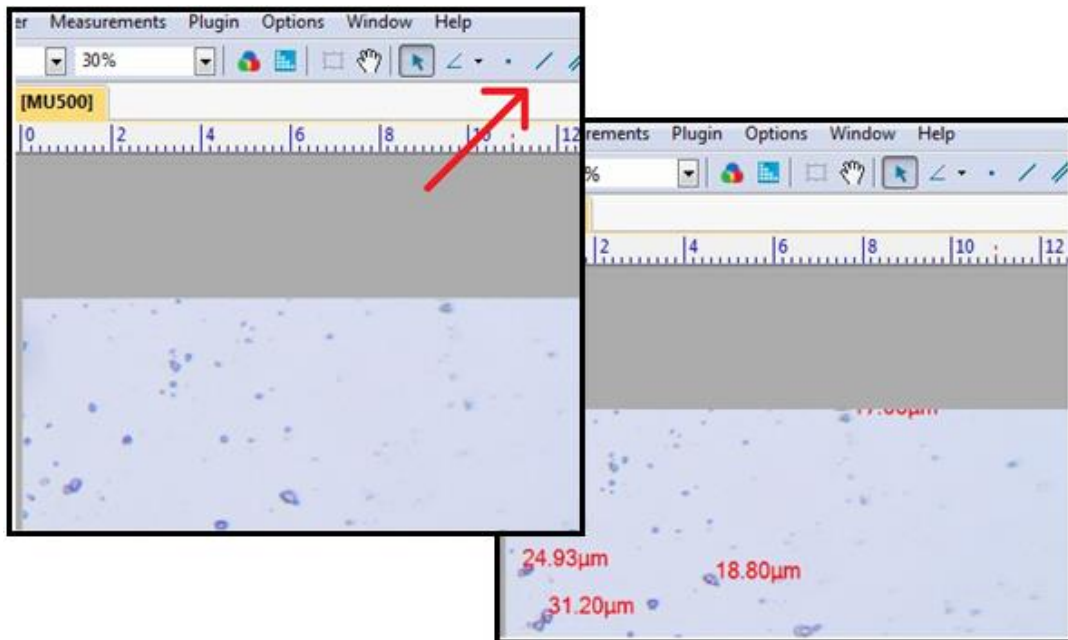 er Measurements Plugin Options Window Help
30%
[MU500]
0 2 4 6 8 10 12
rements Plugin Options Window Help
%
2 4 6 8 10 12
24.93µm
18.80µm
31.20µm